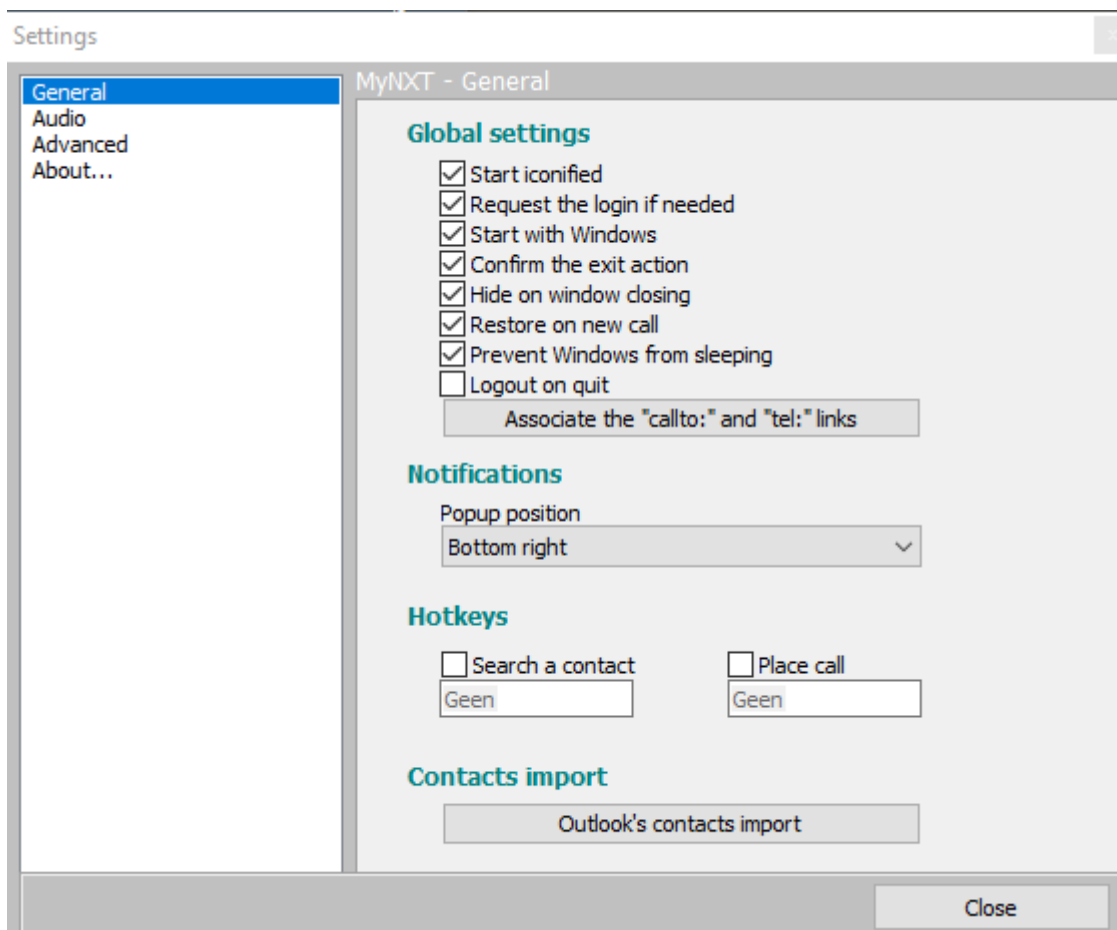 Settings
General
Audio
Advanced
About...
MyNXT - General
Global settings
Start iconified
Request the login if needed
Start with Windows
Confirm the exit action
Hide on window closing
Restore on new call
Prevent Windows from sleeping
Logout on quit
Associate the "callto:" and "tel:" links
Notifications
Popup position
Bottom right
Hotkeys
Search a contact
Place call
Geen
Geen
Contacts import
Outlook's contacts import
Close